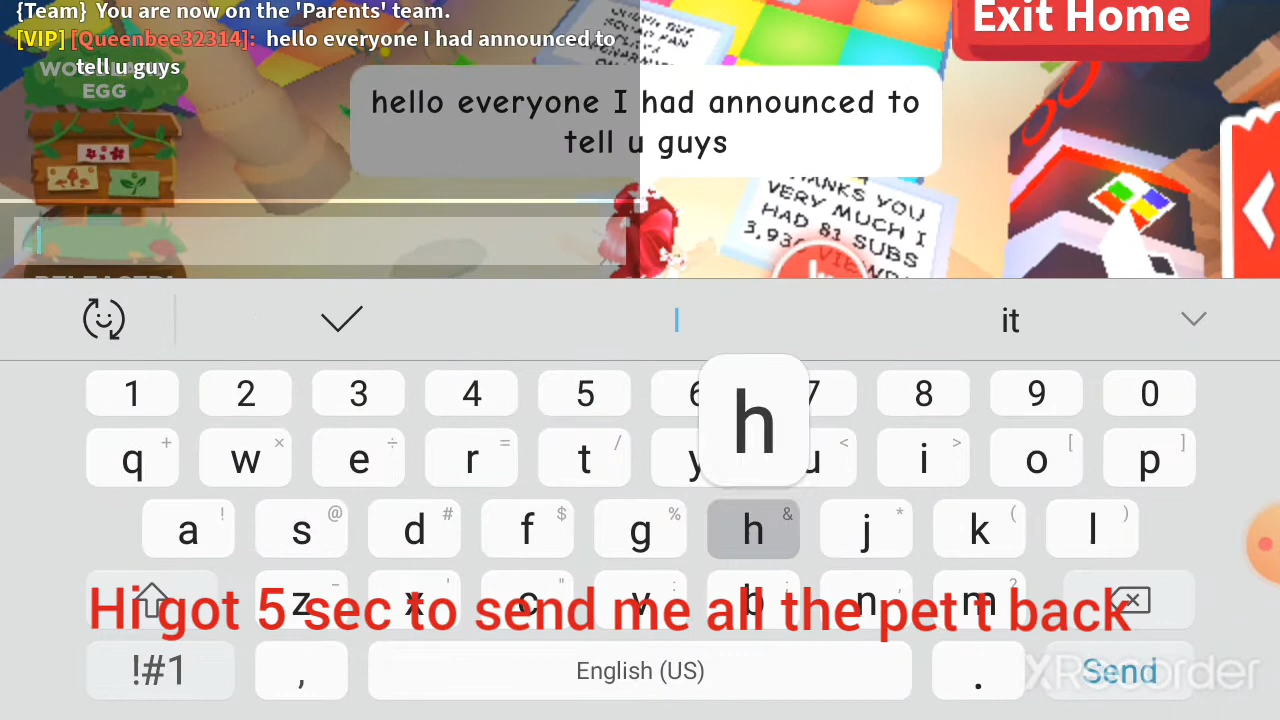 {Team} You are now on the 'Parents' team.
[VIP] [Queenbee32314]: hello everyone I had announced to
tell u guys
EGG
Exit Home
hello everyone I had announced to
tell u guys
THANKS YOU
VERY MUCH I
HAD 81 SUBS
I it
1 2 3 4 5 6 7 8 9 0
h
q + w × e ÷ r = t / y u < i > o [ p ]
a ! s @ d # f $ g % h & j * k ( l )
z - x ' c " v : b ; n , m ?
Hi got 5 sec to send me all the pet t back
!#1 , English (US) . Send
XRecorder